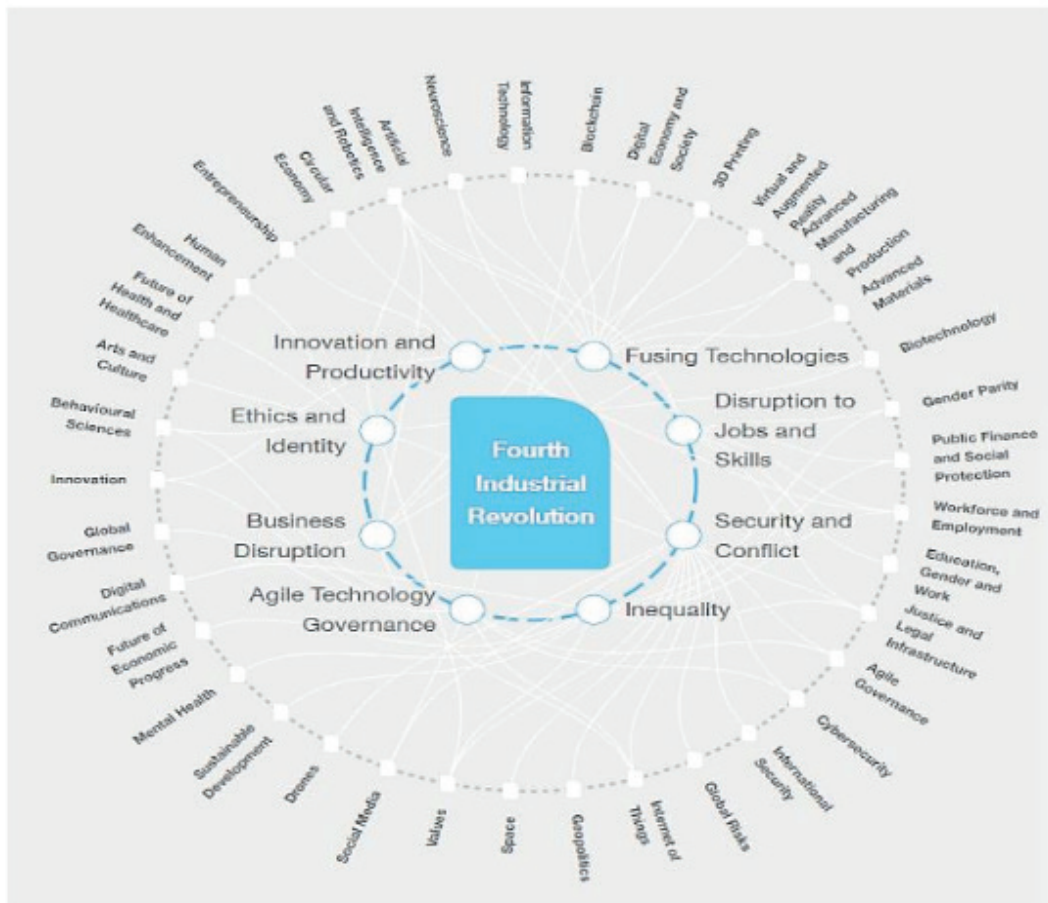 Fourth
Industrial
Revolution
Innovation and
Productivity
Fusing Technologies
Ethics and
Identity
Disruption to
Jobs and
Skills
Business
Disruption
Security and
Conflict
Agile Technology
Governance
Inequality
Information
Technology
Blockchain
Digital
Economy and
Society
3D Printing
Virtual and
Augmented
Reality
Advanced
Manufacturing
and
Production
Advanced
Materials
Biotechnology
Gender Parity
Public Finance
and Social
Protection
Workforce and
Employment
Education,
Gender and
Work
Justice and
Legal
Infrastructure
Agile
Governance
Cybersecurity
International
Security
Global Risks
Internet of
Things
Geopolitics
Space
Values
Social Media
Drones
Sustainable
Development
Mental Health
Future of
Economic
Progress
Digital
Communications
Global
Governance
Innovation
Behavioural
Sciences
Arts and
Culture
Future of
Health and
Healthcare
Human
Enhancement
Entrepreneurship
Circular
Economy
Artificial
Intelligence
and Robotics
Neuroscience